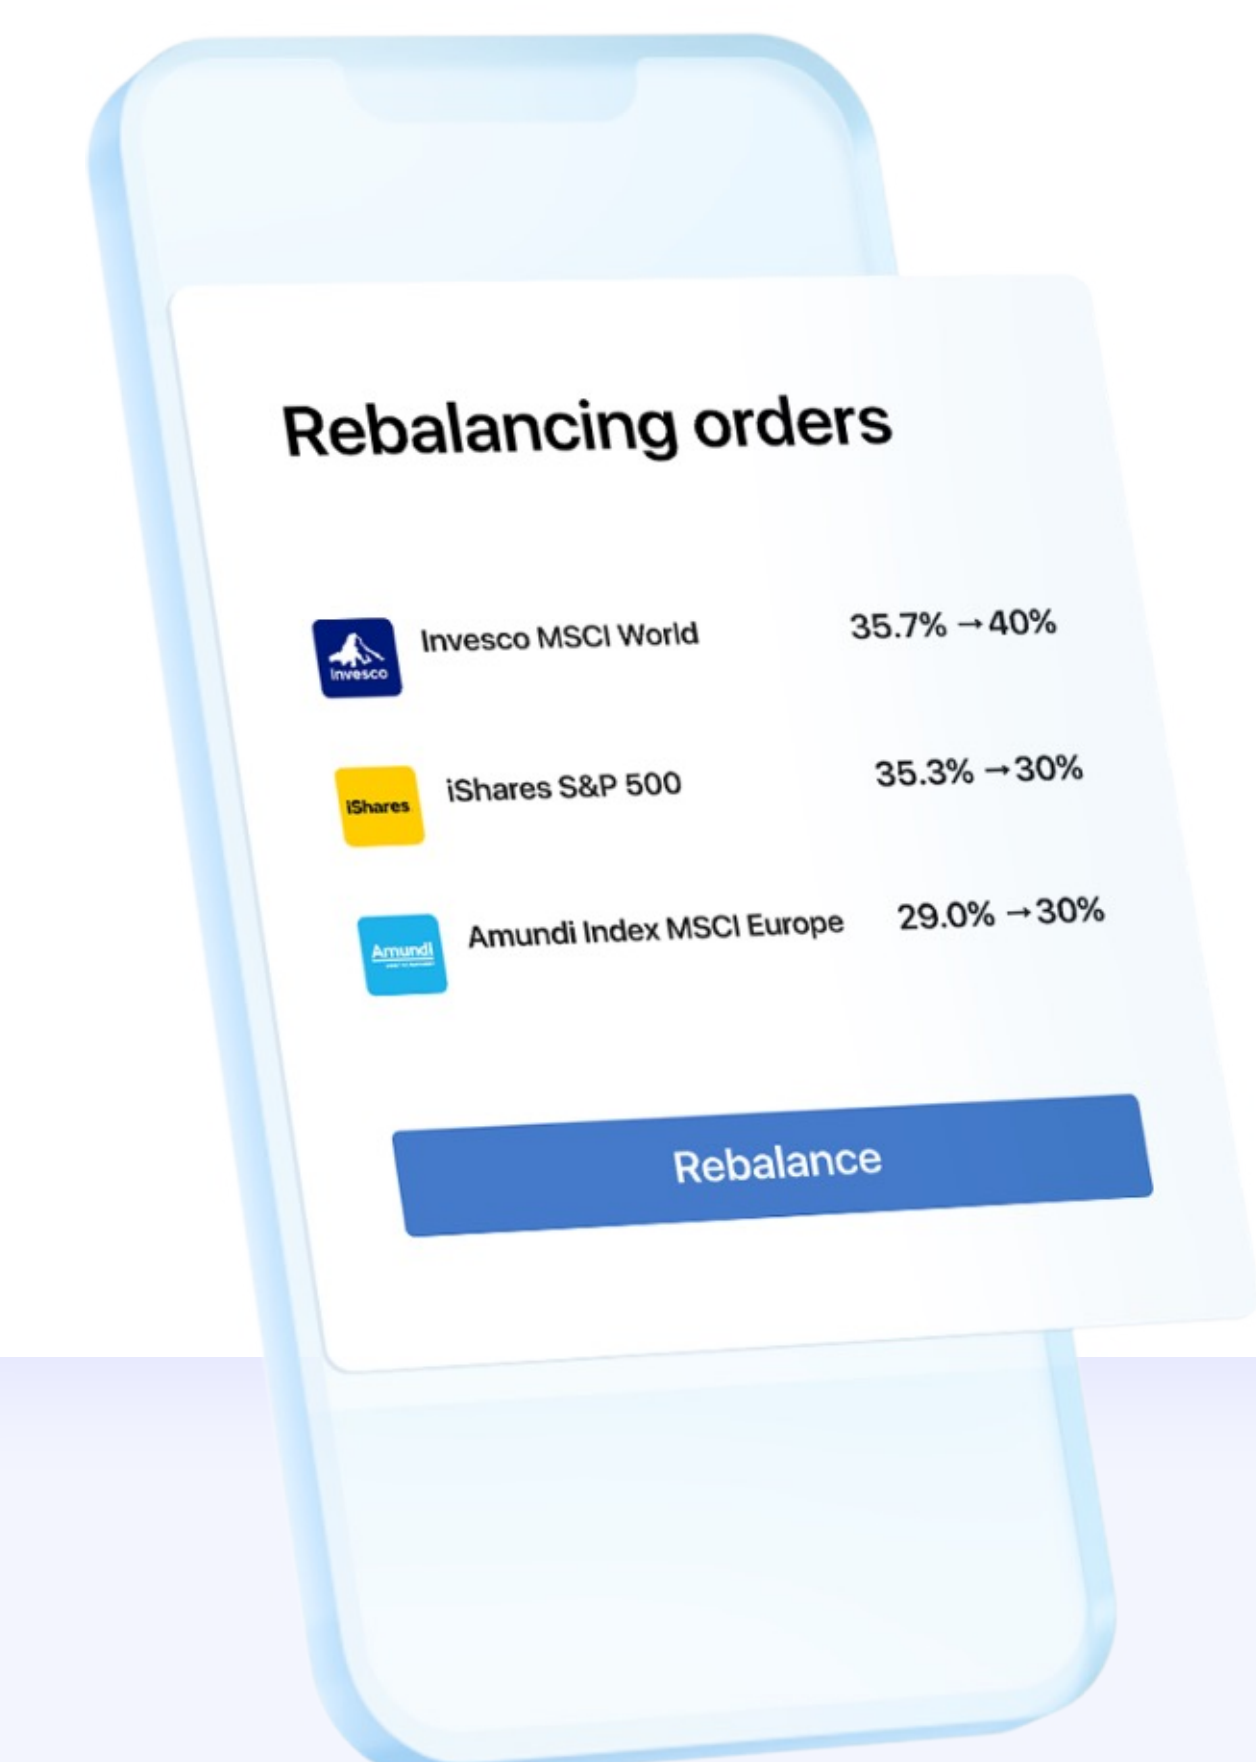 Rebalancing orders
Invesco
Invesco MSCI World 35.7% →40%
iShares
iShares S&P 500 35.3% →30%
Amundi
Amundi Index MSCI Europe 29.0% →30%
Rebalance